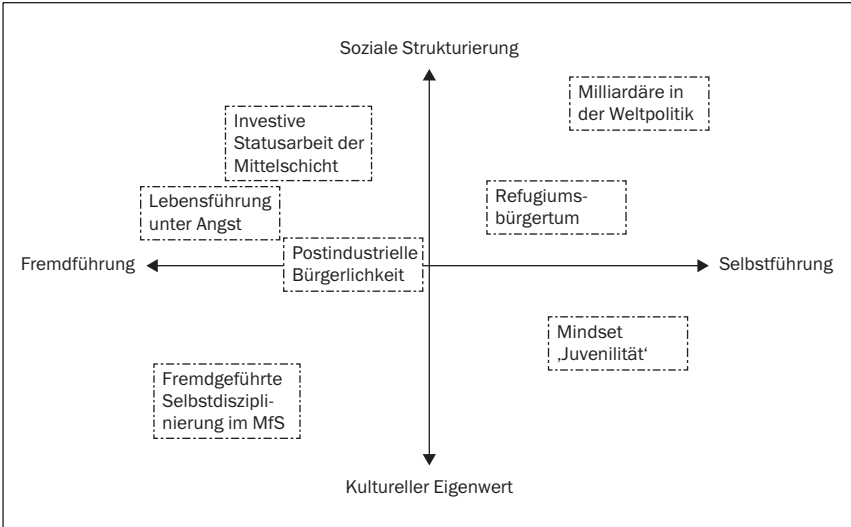 Soziale Strukturierung
Milliardäre in
der Weltpolitik
Investive
Statusarbeit der
Mittelschicht
Lebensführung
unter Angst
Refugiums-
bürgertum
Postindustrielle
Bürgerlichkeit
Fremdführung
Selbstführung
Mindset
‚Juvenilität‘
Fremdgeführte
Selbstdiszipli-
nierung im MfS
Kultureller Eigenwert